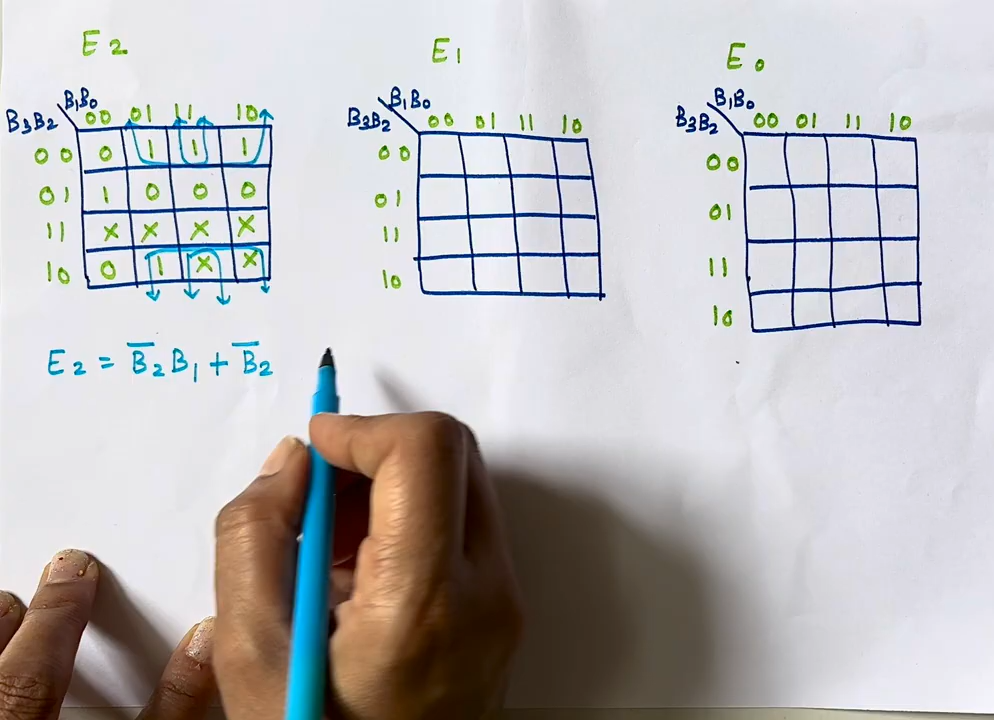 E2 E1 E0
B1B0 B1B0 B1B0
B3B2 00 01 11 10 B3B2 00 01 11 10 B3B2 00 01 11 10
00 0 1 1 1 00 00
01 1 0 0 0 01 01
11 X X X X 11 11
10 0 1 X X 10 10
E2 = B̅2B1 + B̅2